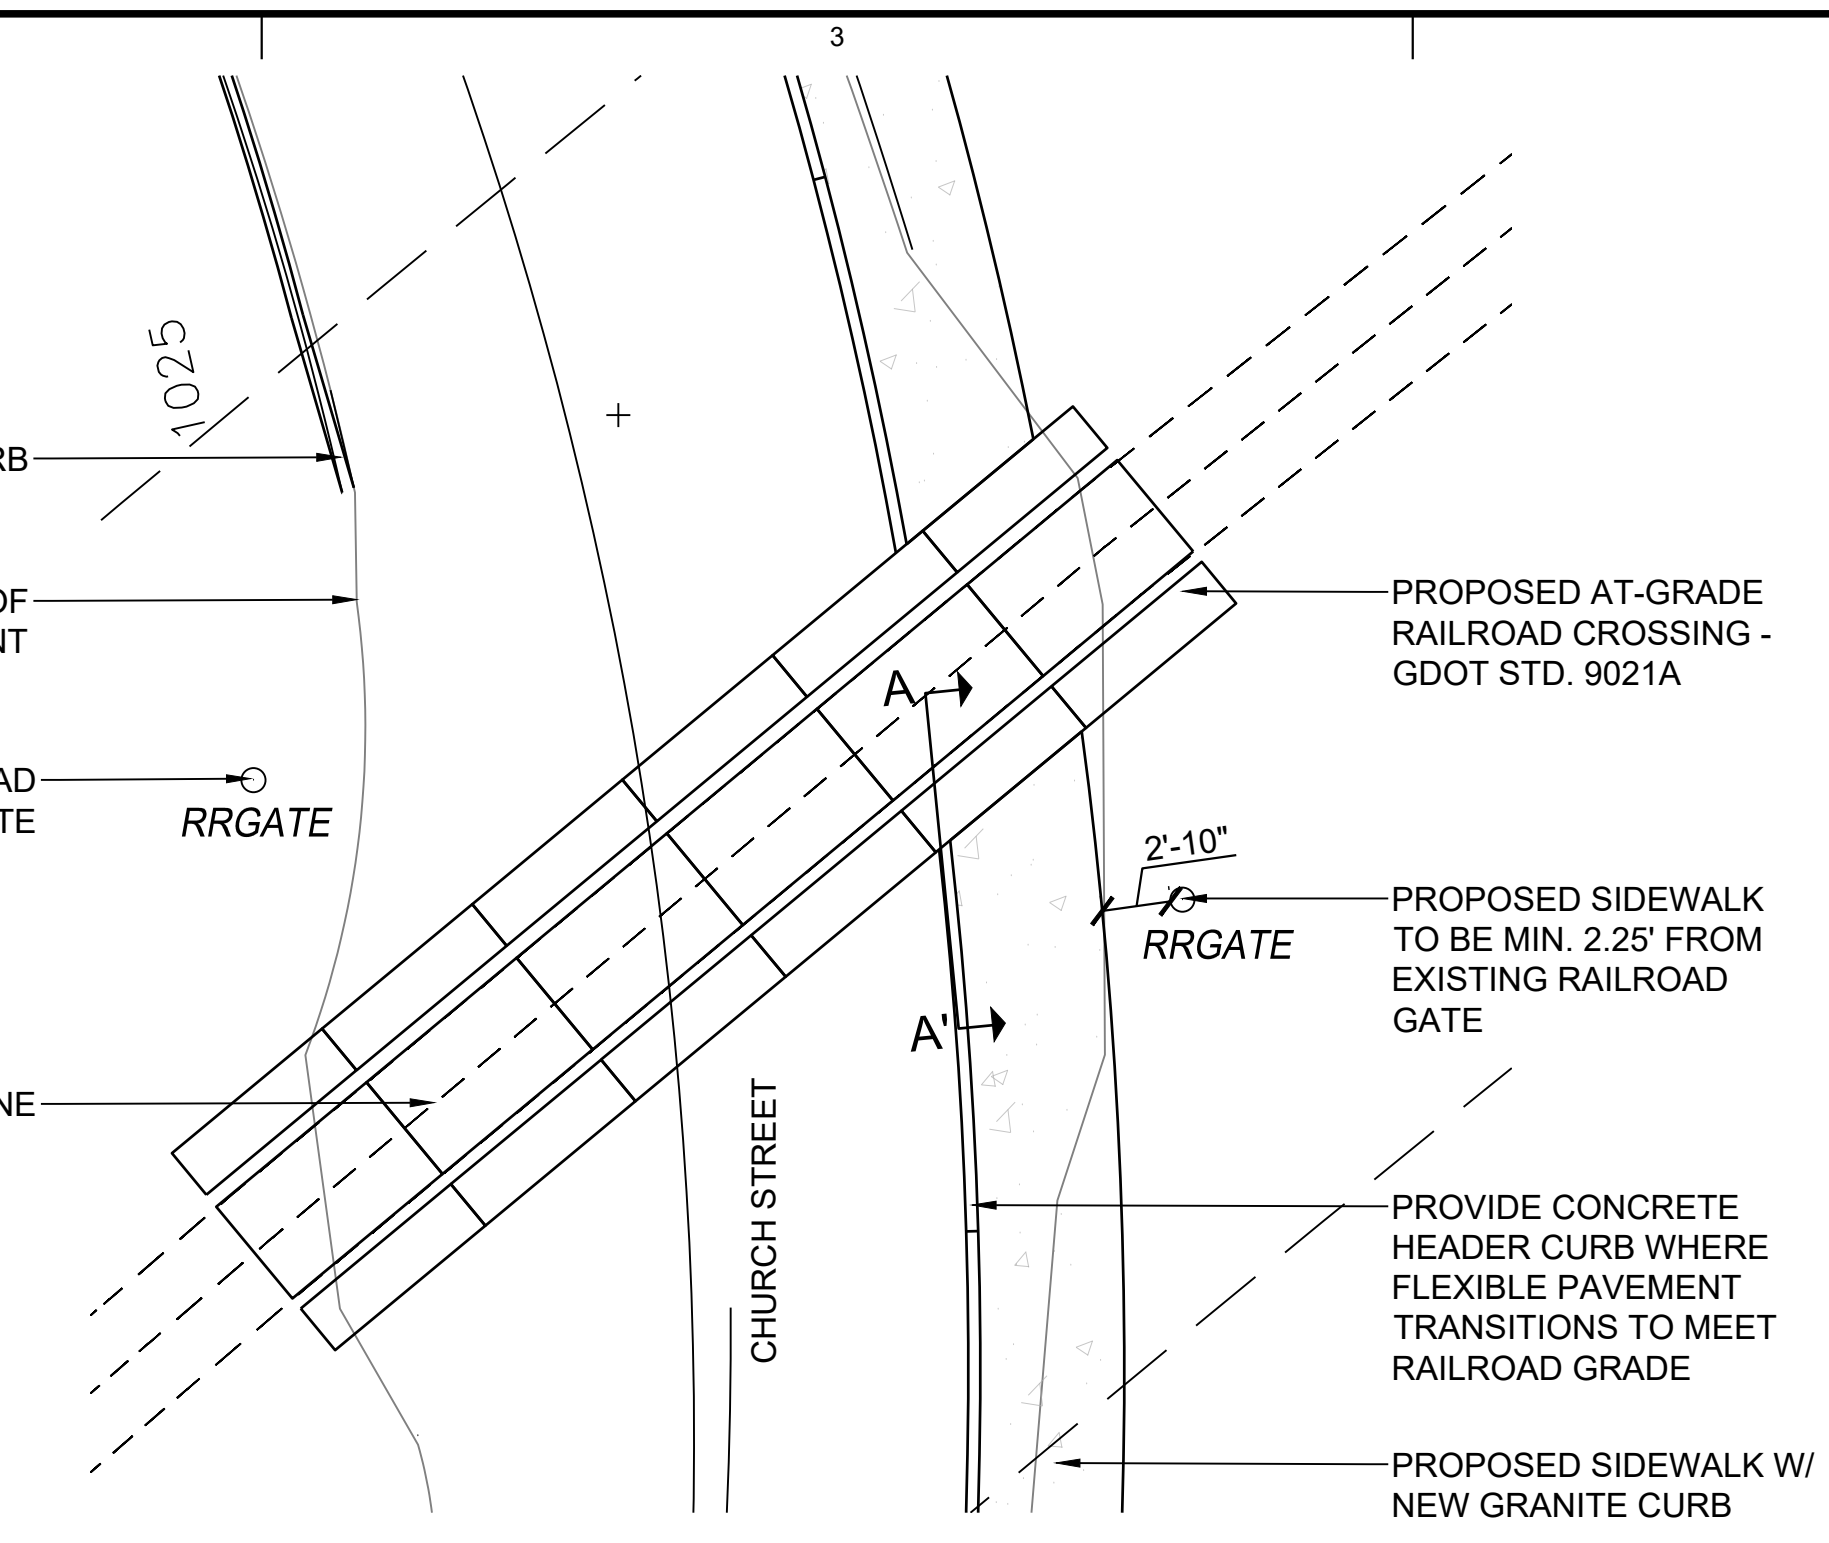 3
1025
RB
OF
NT
AD
TE
RRGATE
NE
A
A'
CHURCH STREET
2'-10"
RRGATE
PROPOSED AT-GRADE
RAILROAD CROSSING -
GDOT STD. 9021A
PROPOSED SIDEWALK
TO BE MIN. 2.25' FROM
EXISTING RAILROAD
GATE
PROVIDE CONCRETE
HEADER CURB WHERE
FLEXIBLE PAVEMENT
TRANSITIONS TO MEET
RAILROAD GRADE
PROPOSED SIDEWALK W/
NEW GRANITE CURB